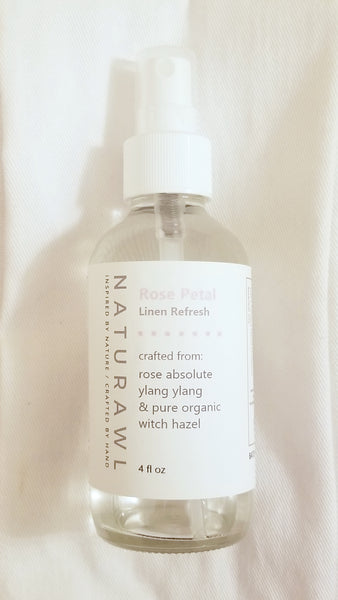 NATURAWL
INSPIRED BY NATURE / CRAFTED BY HAND
Rose Petal
Linen Refresh
crafted from:
rose absolute
ylang ylang
& pure organic
witch hazel
4 fl oz